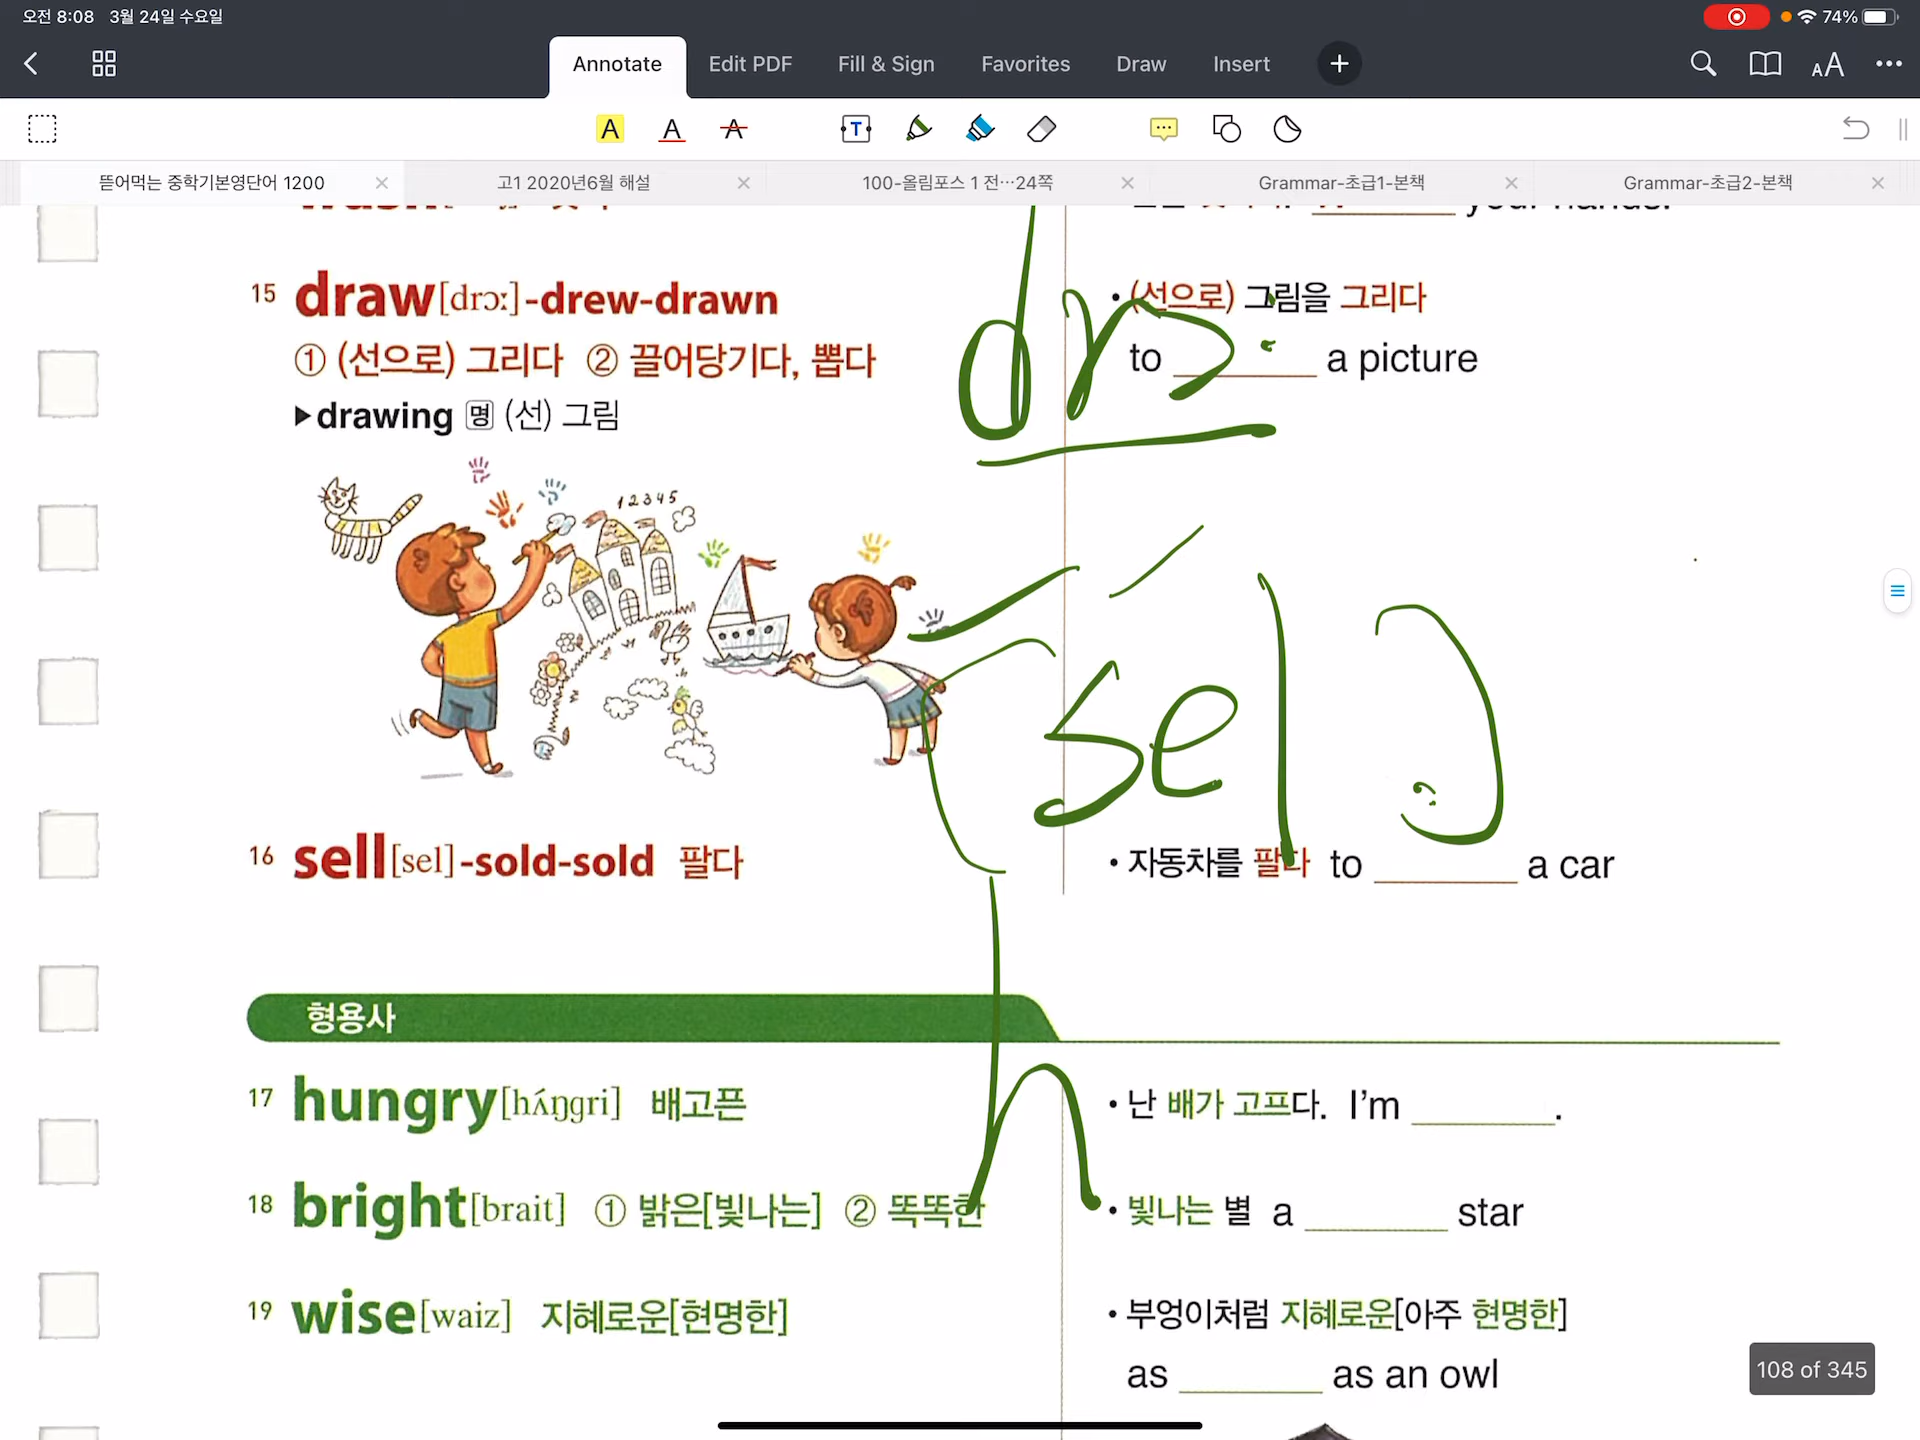 오전 8:08 3월 24일 수요일 74%
Annotate Edit PDF Fill & Sign Favorites Draw Insert
뜯어먹는 중학기본영단어 1200 고1 2020년6월 해설 100-올림포스 1 전…24쪽 Grammar-초급1-본책 Grammar-초급2-본책
your hands.
15 draw[drɔː]-drew-drawn
① (선으로) 그리다 ② 끌어당기다, 뽑다
▶drawing 명 (선) 그림
• (선으로) 그림을 그리다
to ______ a picture
drɔː
12345
[sel]
16 sell[sel]-sold-sold 팔다
• 자동차를 팔다 to ______ a car
h
형용사
17 hungry[hʌ́ŋgri] 배고픈
• 난 배가 고프다. I'm ______.
18 bright[brait] ① 밝은[빛나는] ② 똑똑한
• 빛나는 별 a ______ star
19 wise[waiz] 지혜로운[현명한]
• 부엉이처럼 지혜로운[아주 현명한]
as ______ as an owl
108 of 345